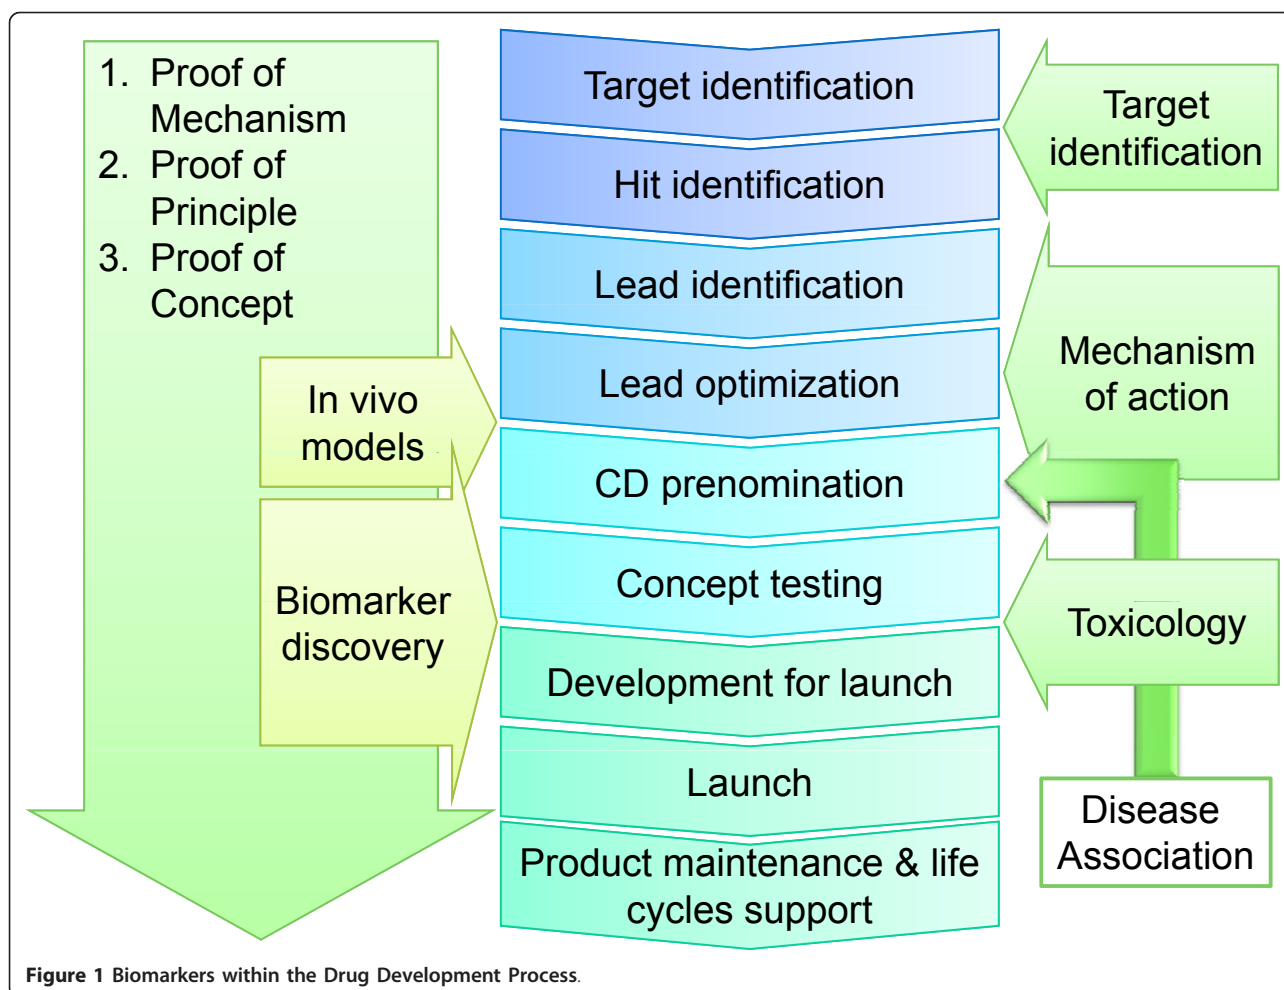 1. Proof of
Mechanism
2. Proof of
Principle
3. Proof of
Concept
In vivo
models
Biomarker
discovery
Target identification
Hit identification
Lead identification
Lead optimization
CD prenomination
Concept testing
Development for launch
Launch
Product maintenance & life
cycles support
Target
identification
Mechanism
of action
Toxicology
Disease
Association
Figure 1 Biomarkers within the Drug Development Process.